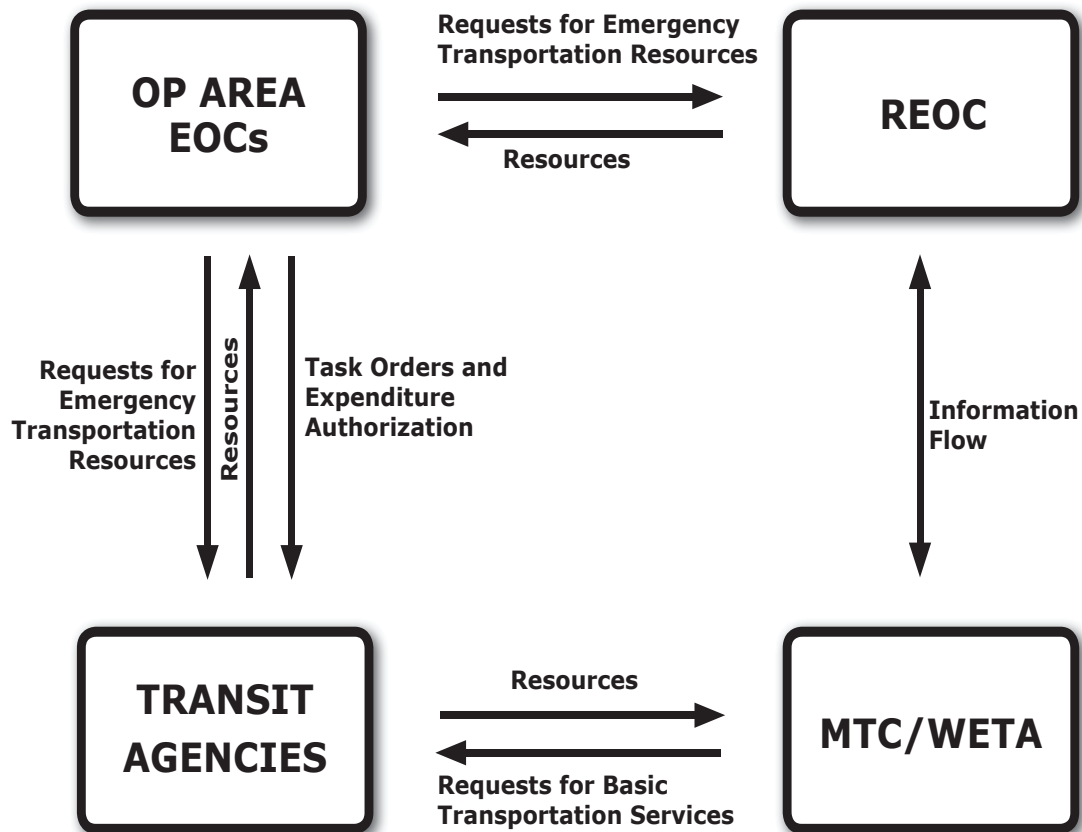 Requests for Emergency
Transportation Resources
OP AREA
EOCs
REOC
Resources
Requests for
Emergency
Transportation
Resources
Resources
Task Orders and
Expenditure
Authorization
Information
Flow
TRANSIT
AGENCIES
Resources
MTC/WETA
Requests for Basic
Transportation Services